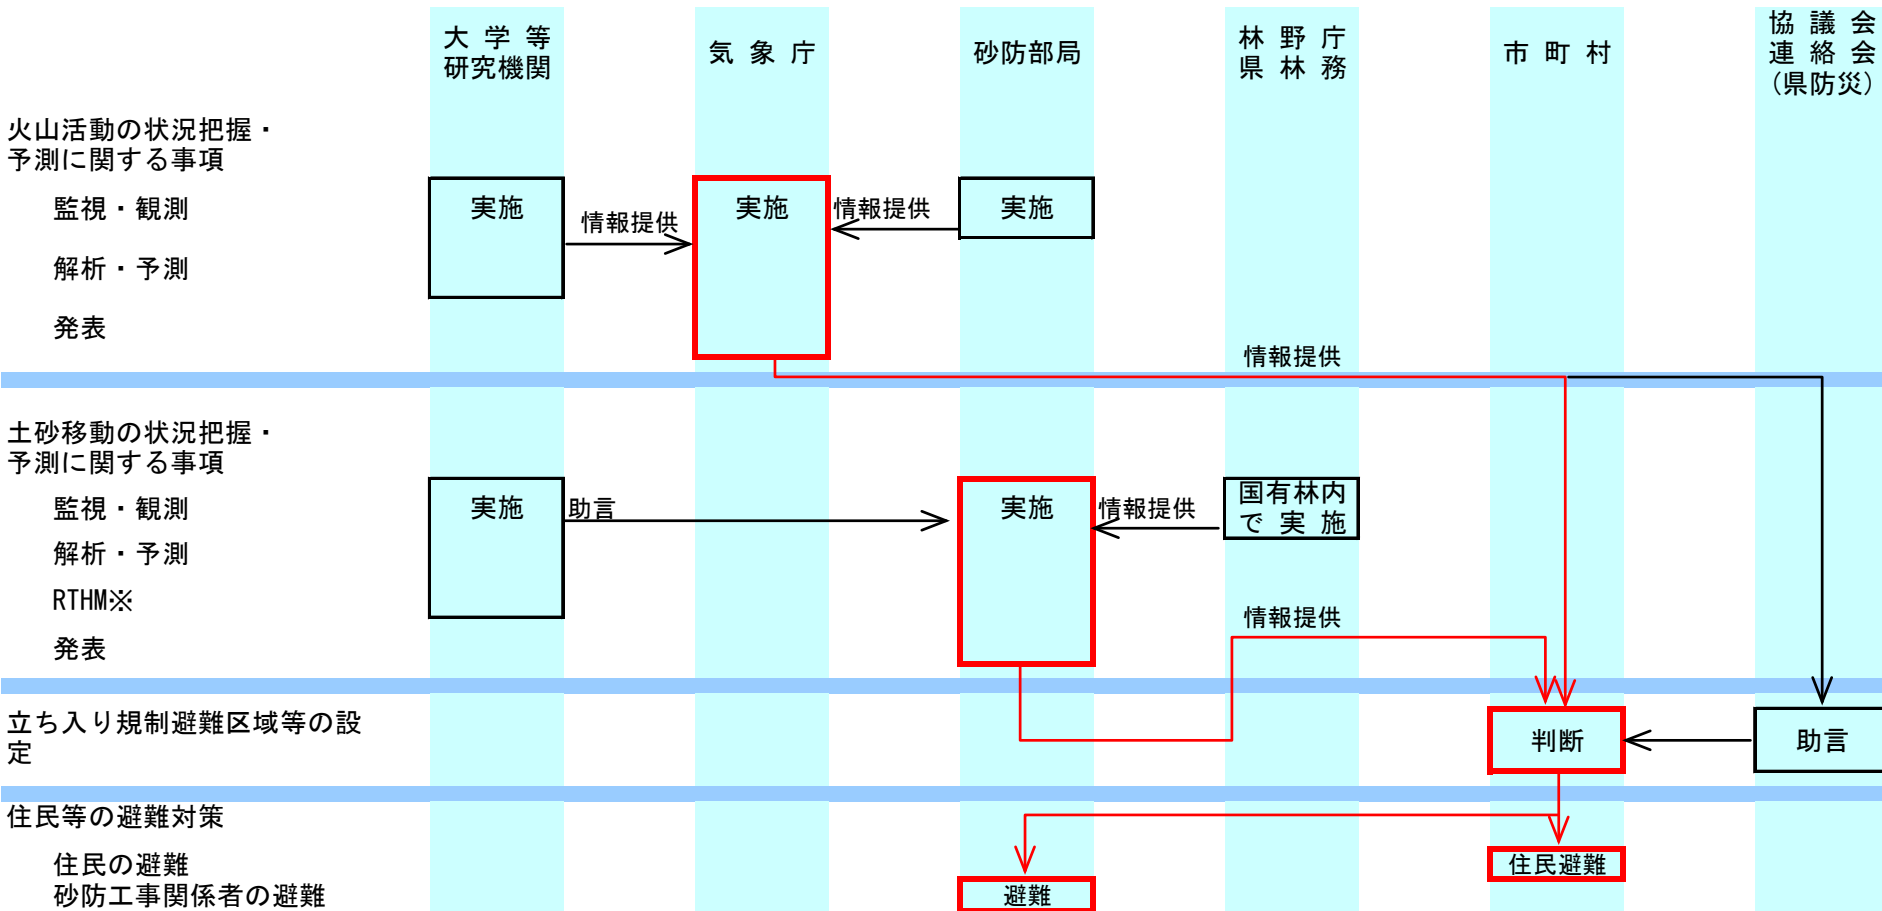 大学等
研究機関
気象庁
砂防部局
林野庁
県林務
市町村
協議会
連絡会
(県防災)
火山活動の状況把握・
予測に関する事項
監視・観測
実施
情報提供
実施
情報提供
実施
解析・予測
発表
情報提供
土砂移動の状況把握・
予測に関する事項
監視・観測
実施
助言
実施
情報提供
国有林内
で実施
解析・予測
RTHM※
情報提供
発表
立ち入り規制避難区域等の設
定
判断
助言
住民等の避難対策
住民の避難
住民避難
砂防工事関係者の避難
避難